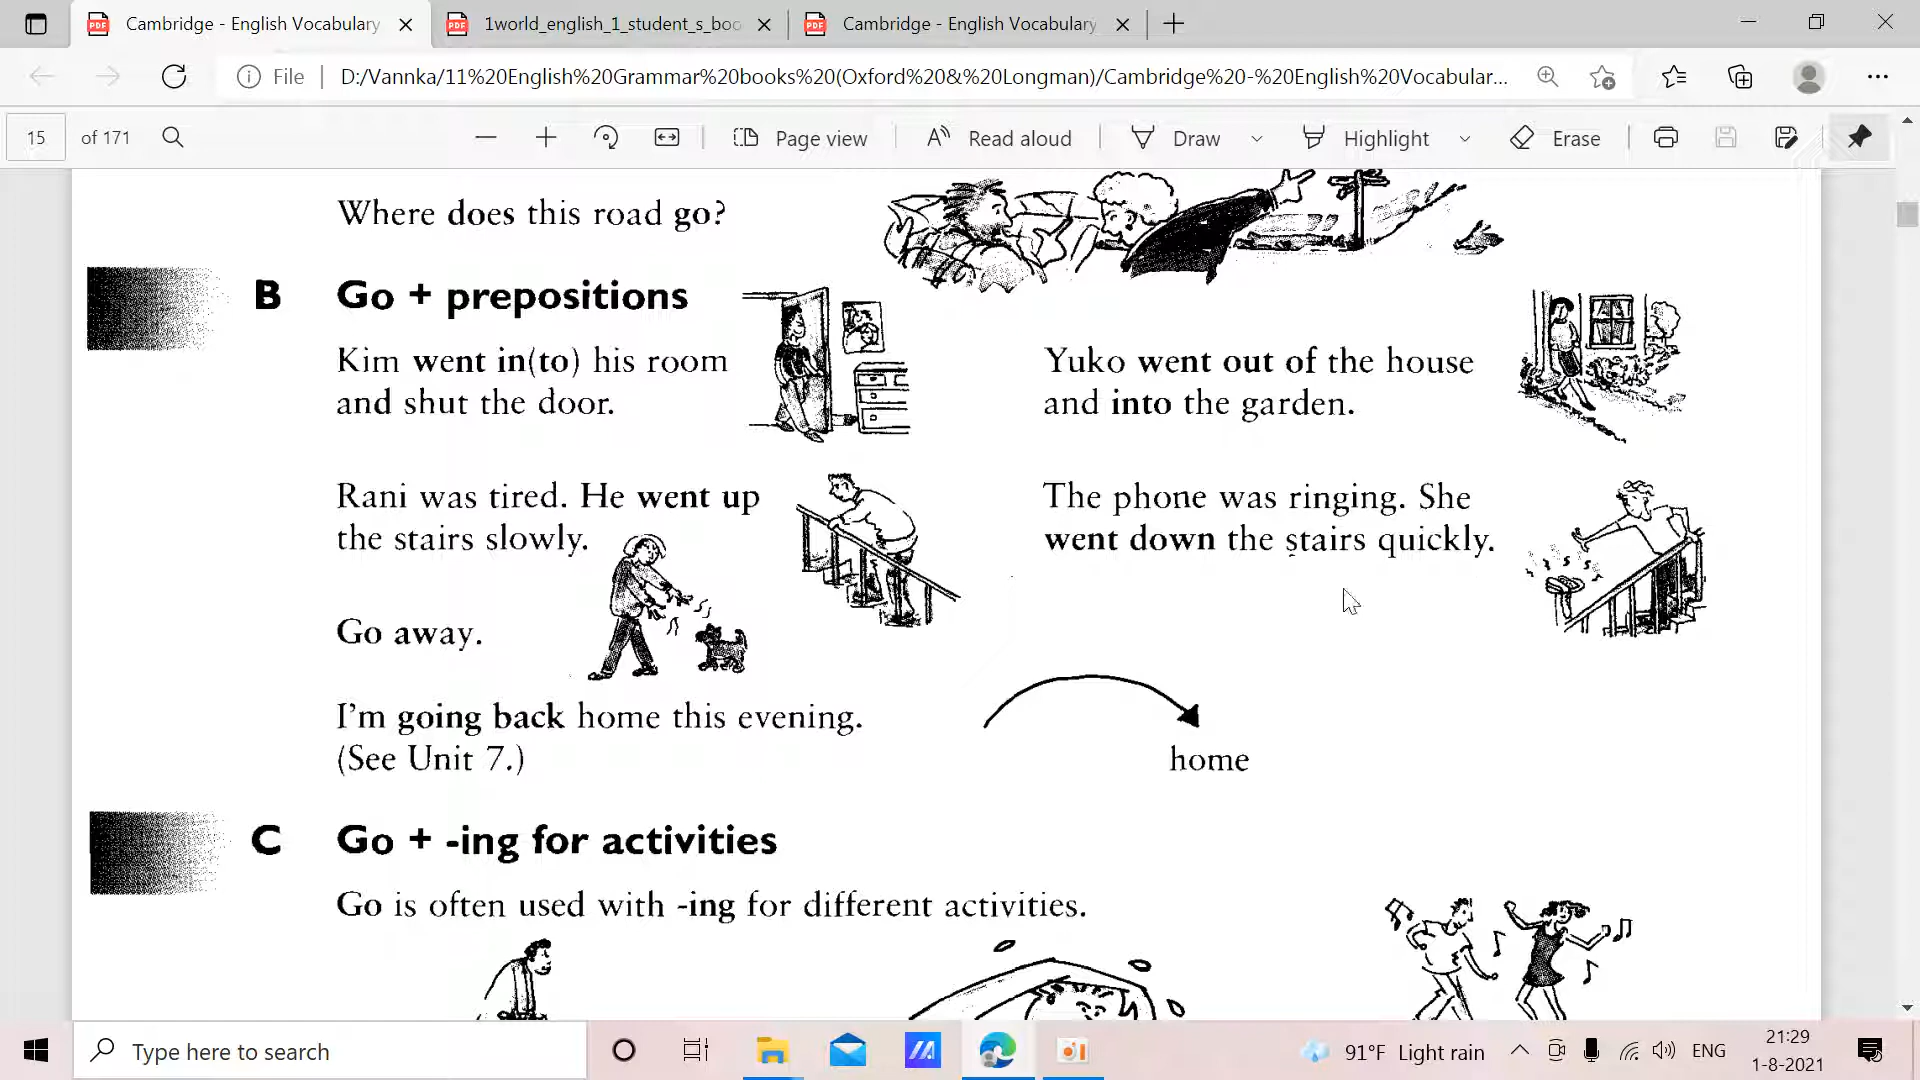 Cambridge - English Vocabulary
1world_english_1_student_s_boo
Cambridge - English Vocabulary
File
D:/Vannka/11%20English%20Grammar%20books%20(Oxford%20&%20Longman)/Cambridge%20-%20English%20Vocabular...
15 of 171
Page view
Read aloud
Draw
Highlight
Erase
Where does this road go?
B Go + prepositions
Kim went in(to) his room
and shut the door.
Yuko went out of the house
and into the garden.
Rani was tired. He went up
the stairs slowly.
The phone was ringing. She
went down the stairs quickly.
Go away.
I'm going back home this evening.
(See Unit 7.)
home
C Go + -ing for activities
Go is often used with -ing for different activities.
Type here to search
91°F Light rain
ENG
21:29
1-8-2021